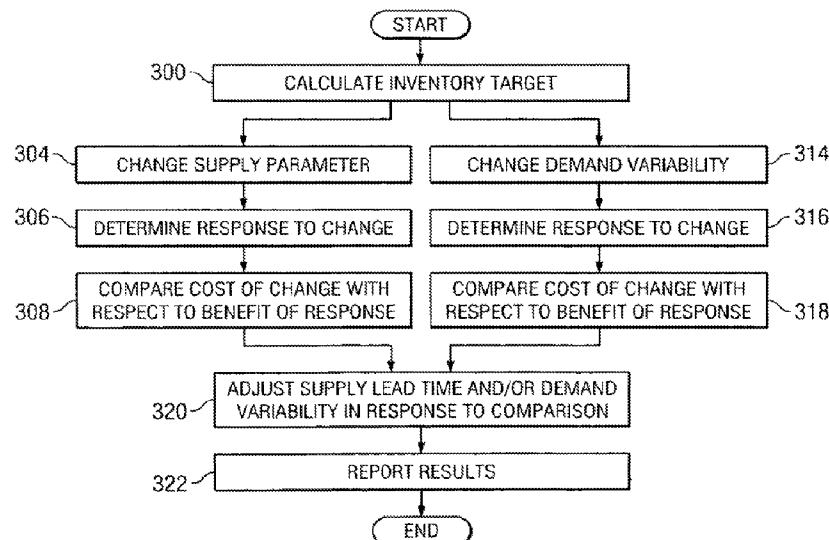 START
300
CALCULATE INVENTORY TARGET
304
CHANGE SUPPLY PARAMETER
CHANGE DEMAND VARIABILITY
314
306
DETERMINE RESPONSE TO CHANGE
DETERMINE RESPONSE TO CHANGE
316
308
COMPARE COST OF CHANGE WITH
RESPECT TO BENEFIT OF RESPONSE
COMPARE COST OF CHANGE WITH
RESPECT TO BENEFIT OF RESPONSE
318
320
ADJUST SUPPLY LEAD TIME AND/OR DEMAND
VARIABILITY IN RESPONSE TO COMPARISON
322
REPORT RESULTS
END